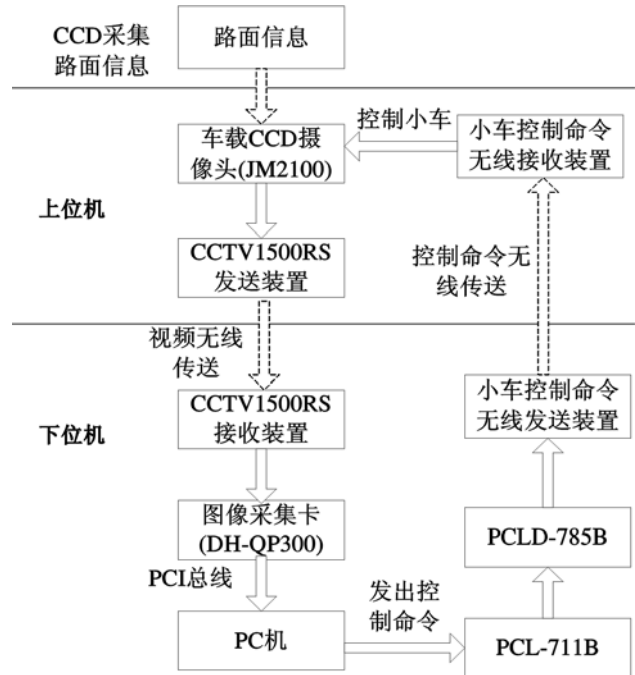 CCD采集
路面信息
路面信息
控制小车
车载CCD摄
像头(JM2100)
小车控制命令
无线接收装置
上位机
CCTV1500RS
发送装置
控制命令无
线传送
视频无线
传送
CCTV1500RS
接收装置
小车控制命令
无线发送装置
下位机
图像采集卡
(DH-QP300)
PCLD-785B
PCI总线
发出控
制命令
PC机
PCL-711B